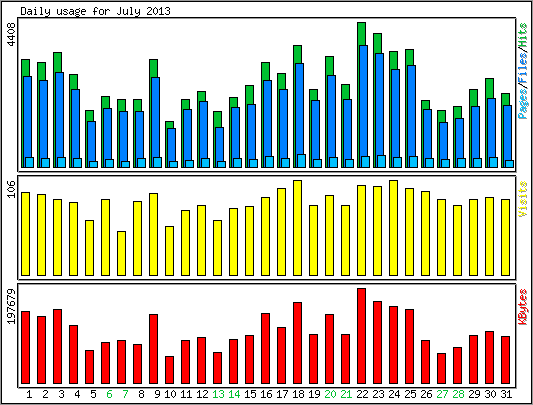 Daily usage for July 2013
4408
Pages/Files/Hits
106
Visits
197679
KBytes
1 2 3 4 5 6 7 8 9 10 11 12 13 14 15 16 17 18 19 20 21 22 23 24 25 26 27 28 29 30 31